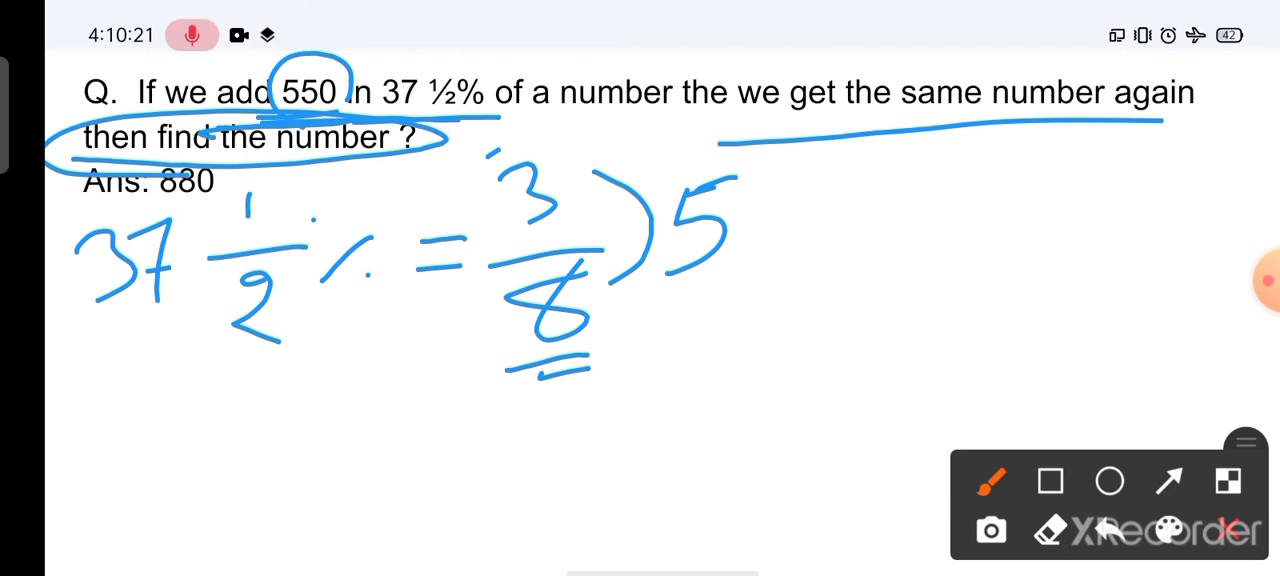 4:10:21
42
Q. If we add 550 in 37 ½% of a number the we get the same number again
then find the number ?
Ans: 880
37 1/2 % = 3/8 ) 5
XRecorder